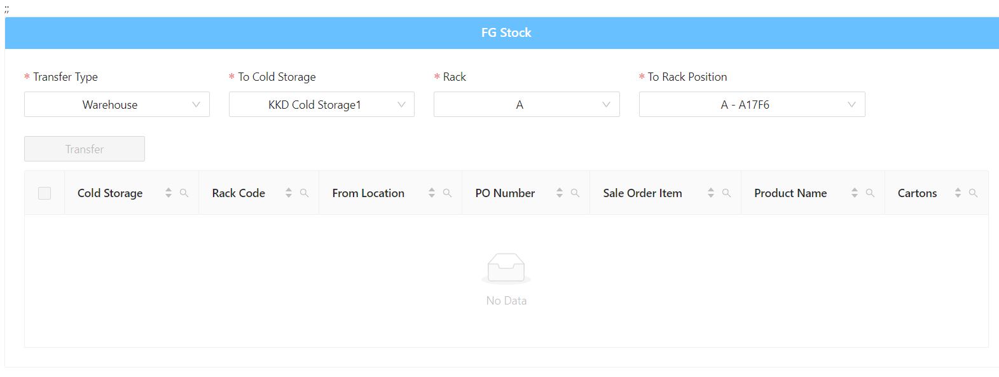 ;;
FG Stock
* Transfer Type * To Cold Storage * Rack * To Rack Position
Warehouse KKD Cold Storage1 A A - A17F6
Transfer
Cold Storage Rack Code From Location PO Number Sale Order Item Product Name Cartons
No Data